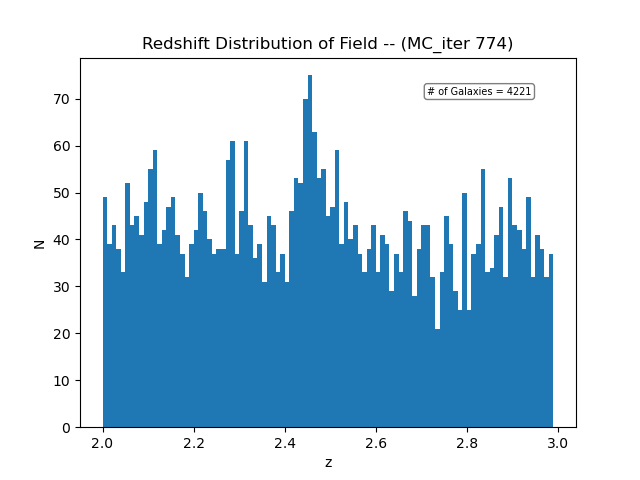 Redshift Distribution of Field -- (MC_iter 774)
# of Galaxies = 4221
70
60
50
40
30
20
10
0
N
2.0 2.2 2.4 2.6 2.8 3.0
z